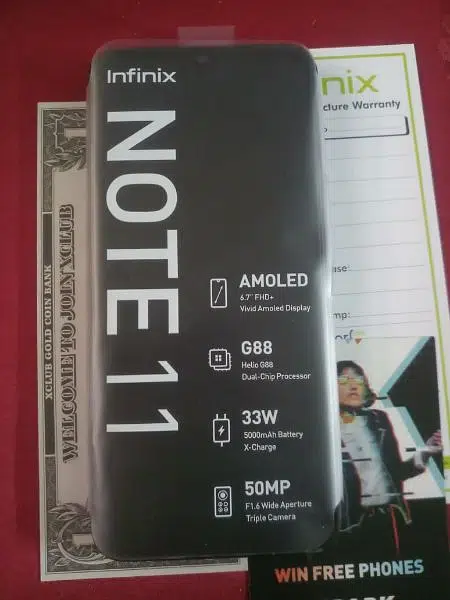 Infinix
NOTE 11
AMOLED
6.7" FHD+
Vivid Amoled Display
G88
Helio G88
Dual-Chip Processor
33W
5000mAh Battery
X-Charge
50MP
F1.6 Wide Aperture
Triple Camera
XCLUB GOLD COIN BANK
WELCOME TO JOIN XCLUB
1
nix
cture Warranty
WIN FREE PHONES